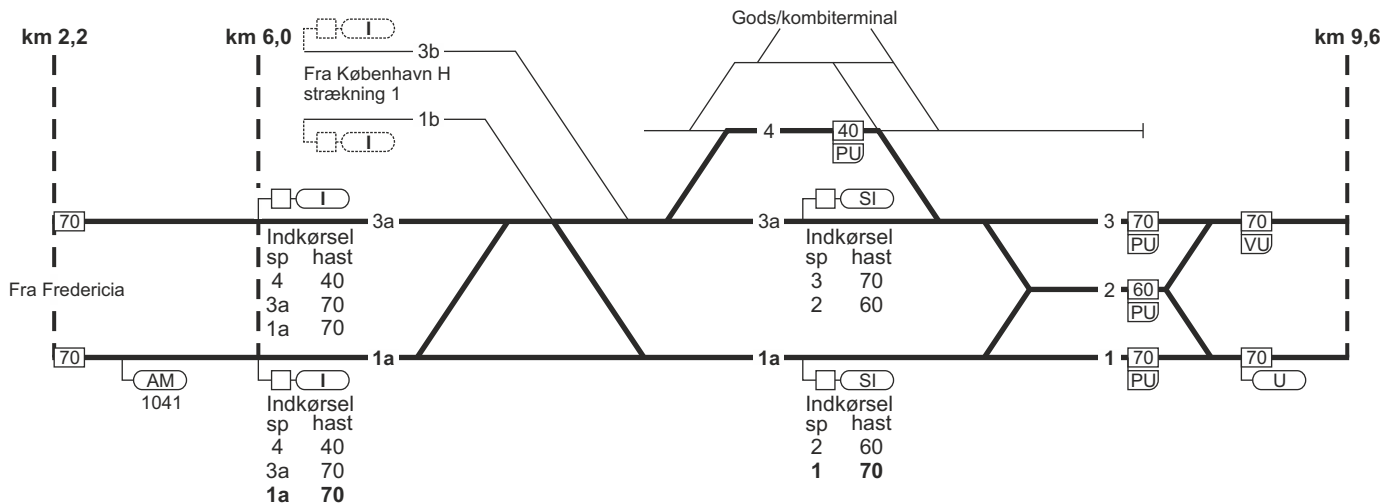 Gods/kombiterminal
km 2,2
km 6,0
I
3b
km 9,6
Fra København H
strækning 1
1b
I
4
40
PU
I
SI
70
3a
3a
3
70
PU
70
VU
Indkørsel
sp hast
4 40
3a 70
1a 70
Indkørsel
sp hast
3 70
2 60
Fra Fredericia
2
60
PU
70
1a
1a
1
70
PU
70
U
AM
1041
I
SI
Indkørsel
sp hast
4 40
3a 70
1a 70
Indkørsel
sp hast
2 60
1 70